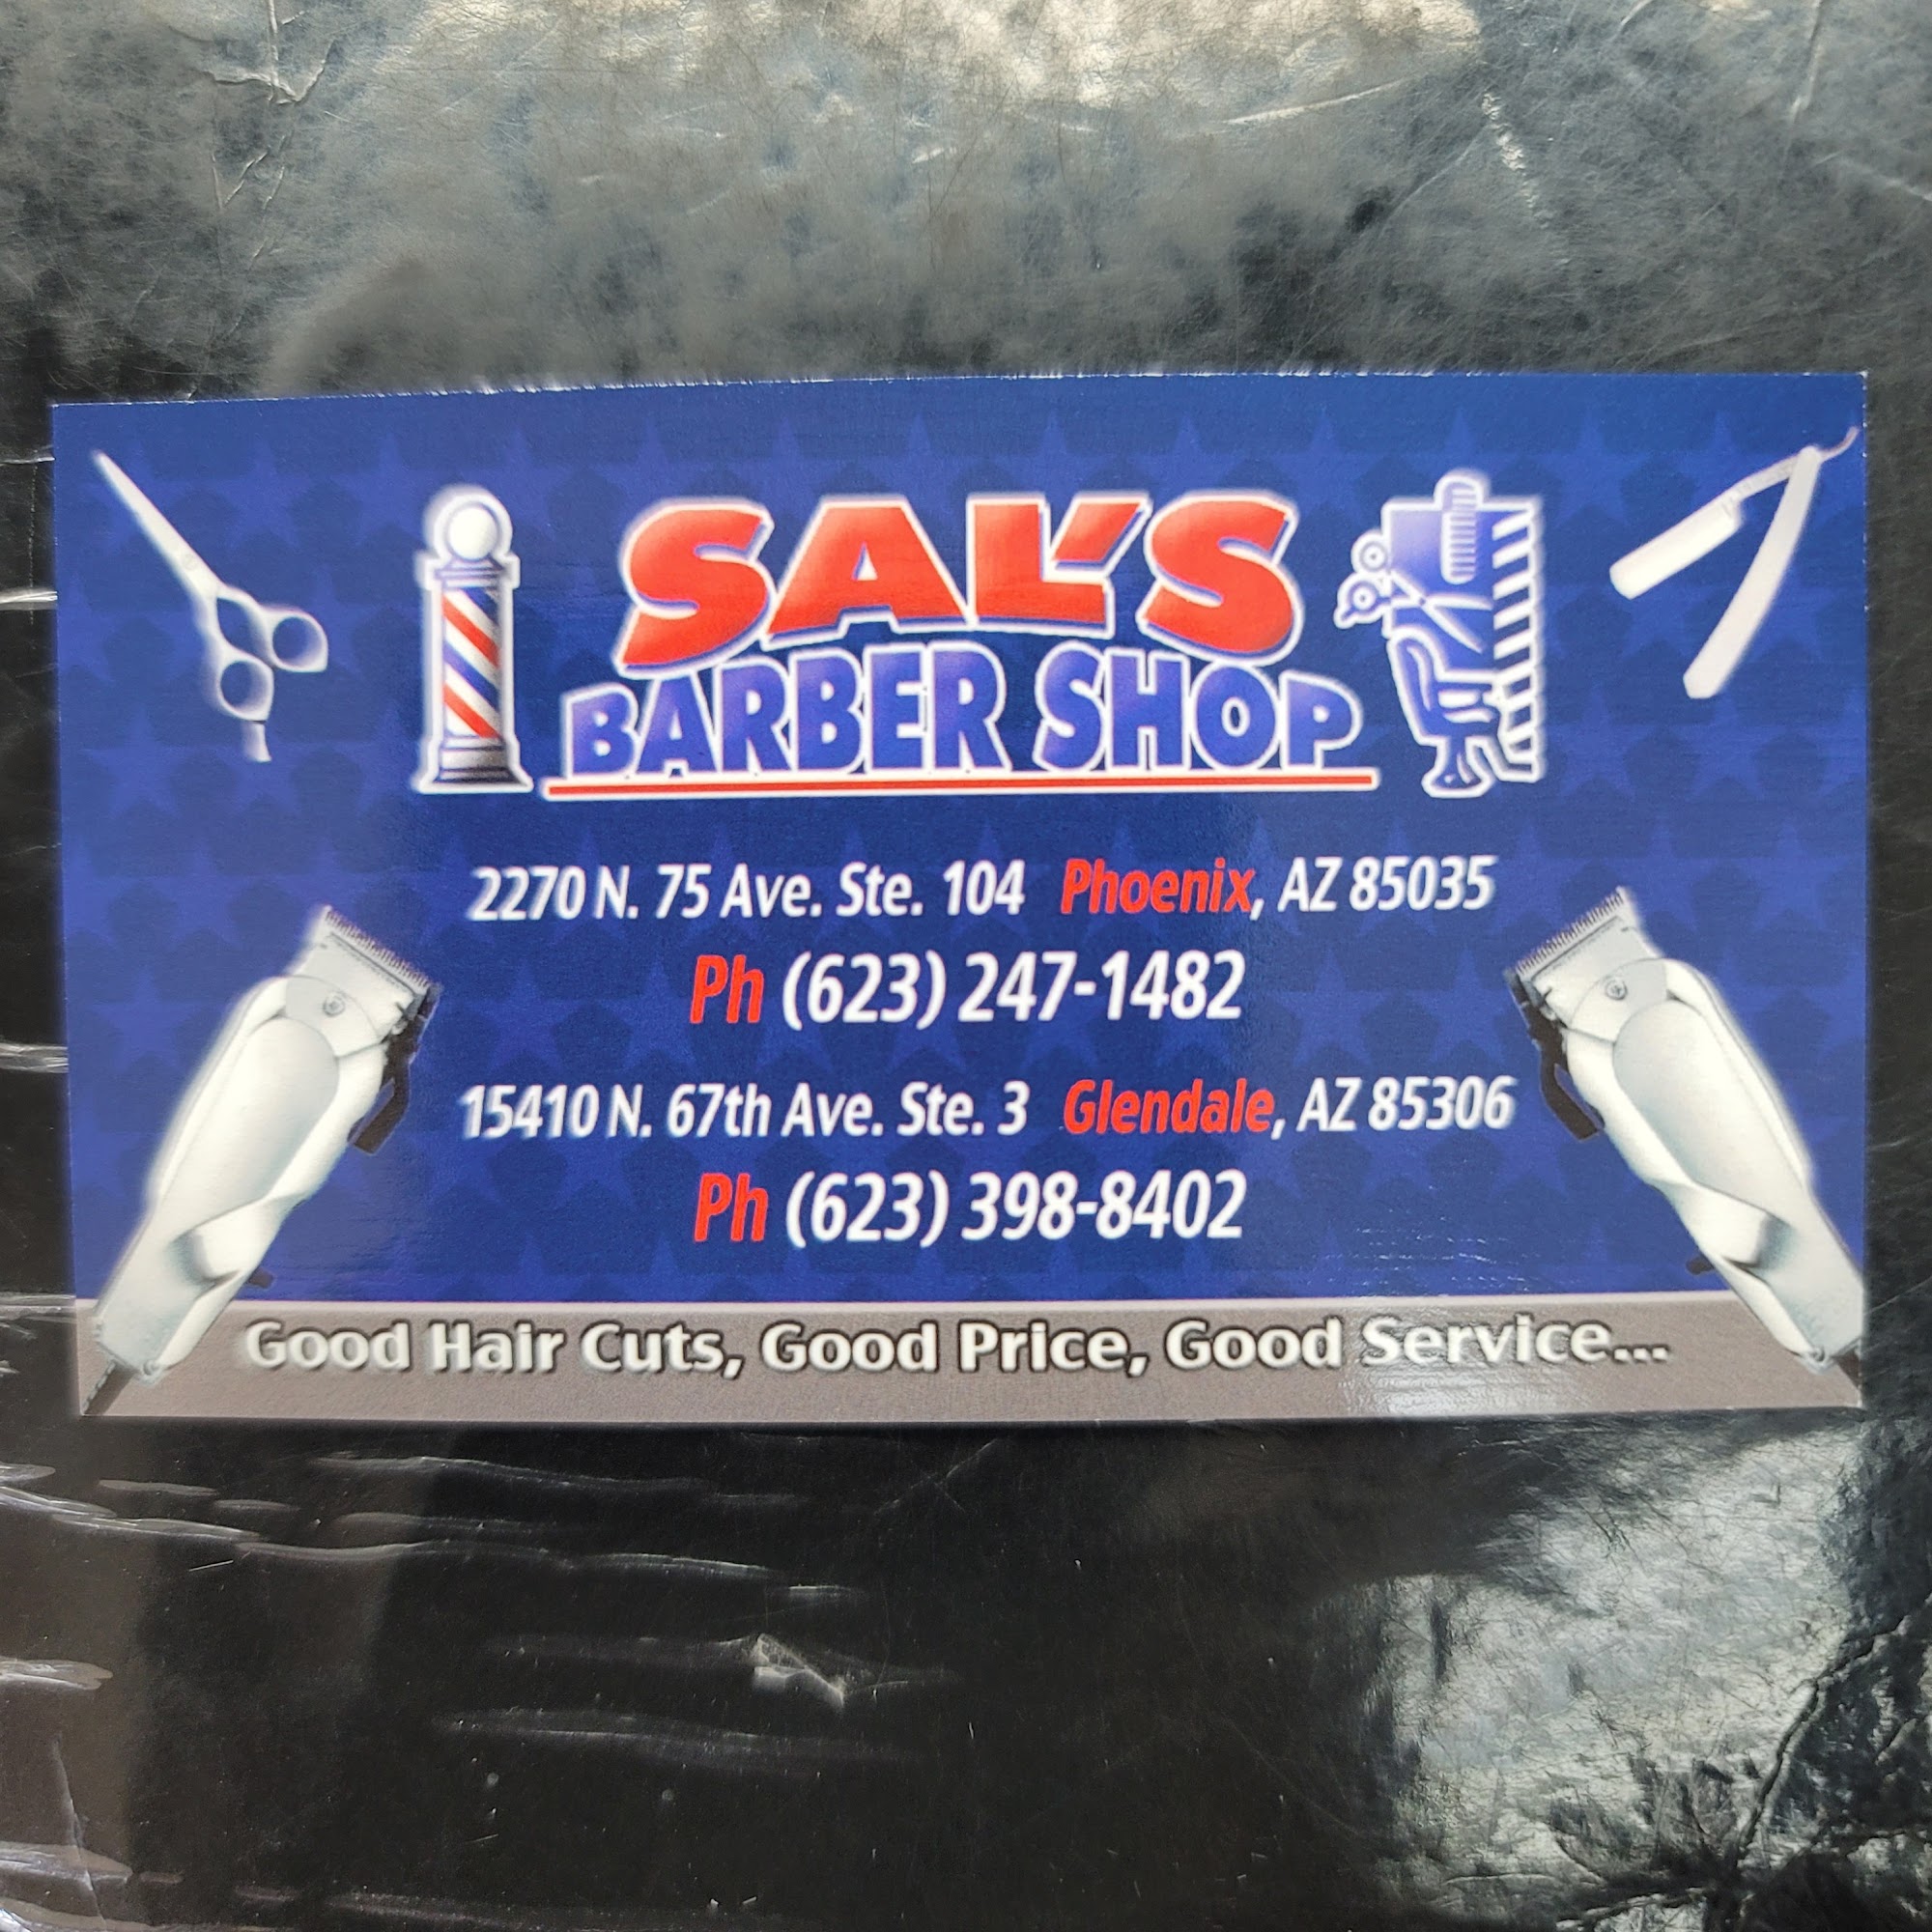 SAL'S
BARBER SHOP
2270 N. 75 Ave. Ste. 104 Phoenix, AZ 85035
Ph (623) 247-1482
15410 N. 67th Ave. Ste. 3 Glendale, AZ 85306
Ph (623) 398-8402
Good Hair Cuts, Good Price, Good Service...